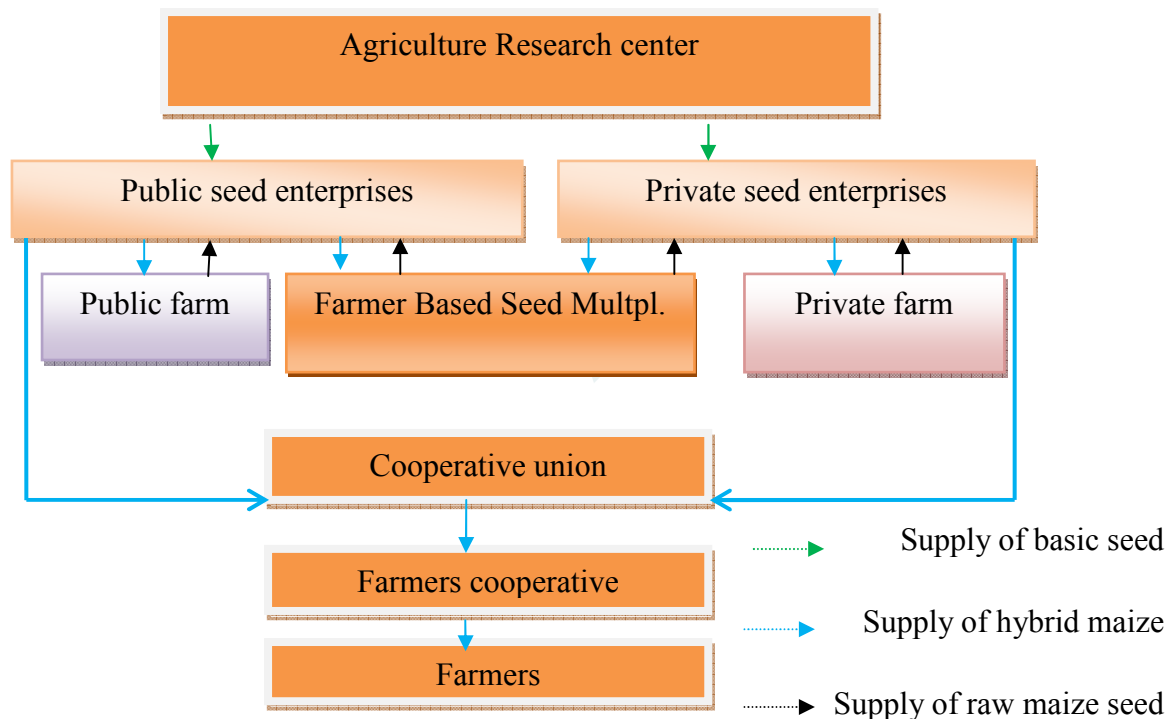 Agriculture Research center
Public seed enterprises
Private seed enterprises
Public farm
Farmer Based Seed Multpl.
Private farm
Cooperative union
Farmers cooperative
Farmers
Supply of basic seed
Supply of hybrid maize
Supply of raw maize seed